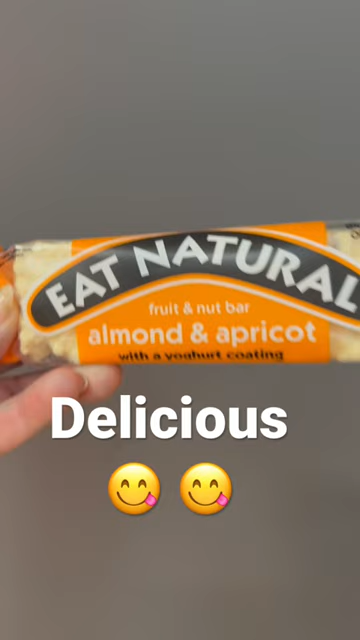 EAT NATURAL
fruit & nut bar
almond & apricot
with a yoghurt coating
Delicious
😋 😋